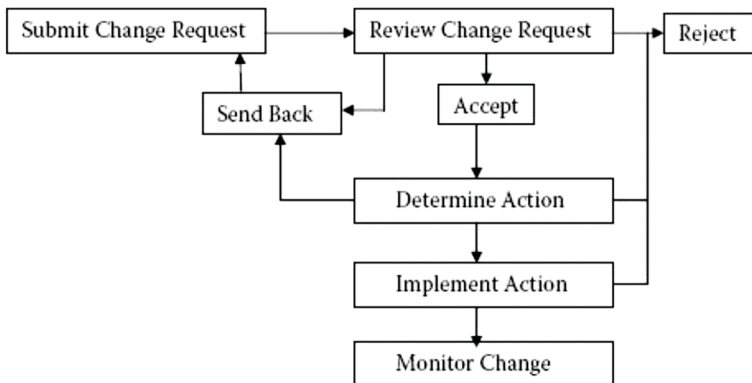 Submit Change Request
Review Change Request
Reject
Send Back
Accept
Determine Action
Implement Action
Monitor Change